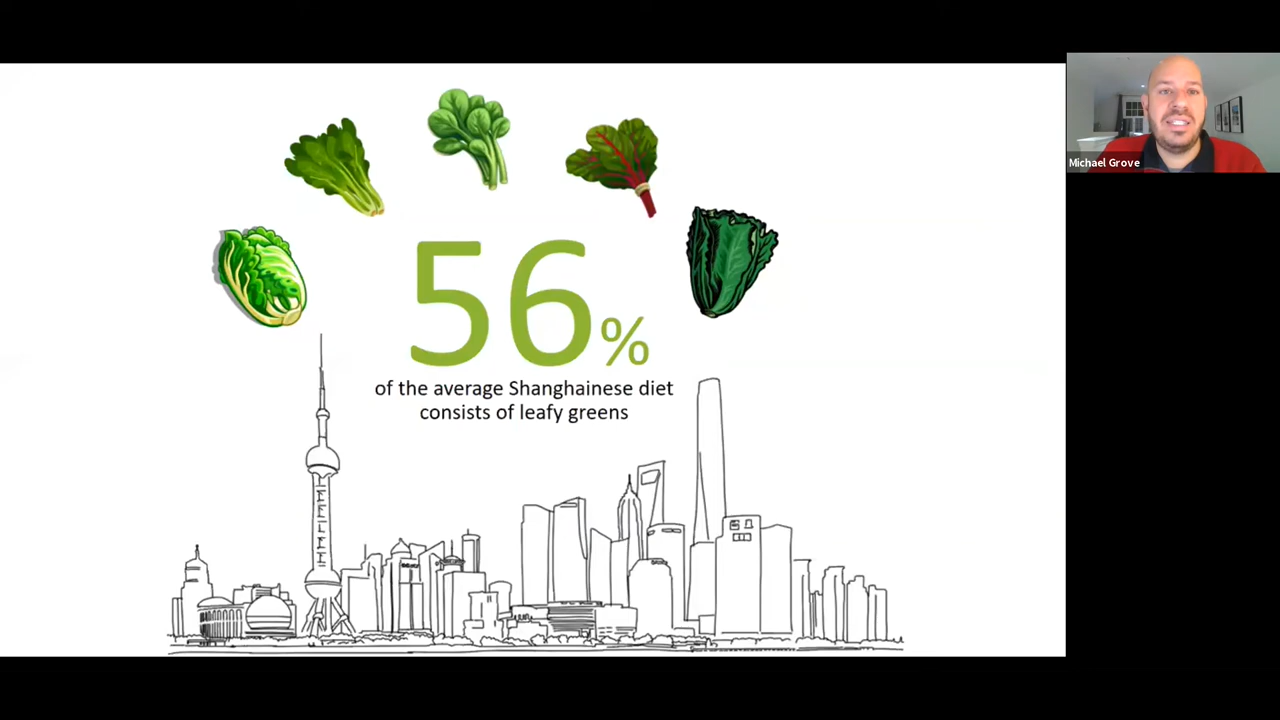 56%
of the average Shanghainese diet
consists of leafy greens
Michael Grove